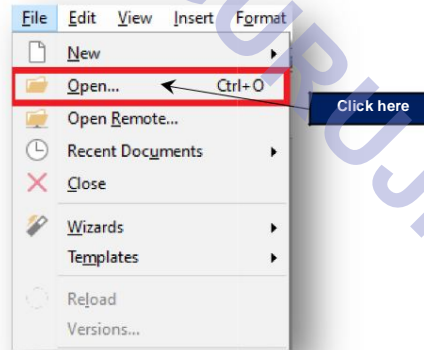 File Edit View Insert Format
New
Open... Ctrl+O
Click here
Open Remote...
Recent Documents
Close
Wizards
Templates
Reload
Versions...